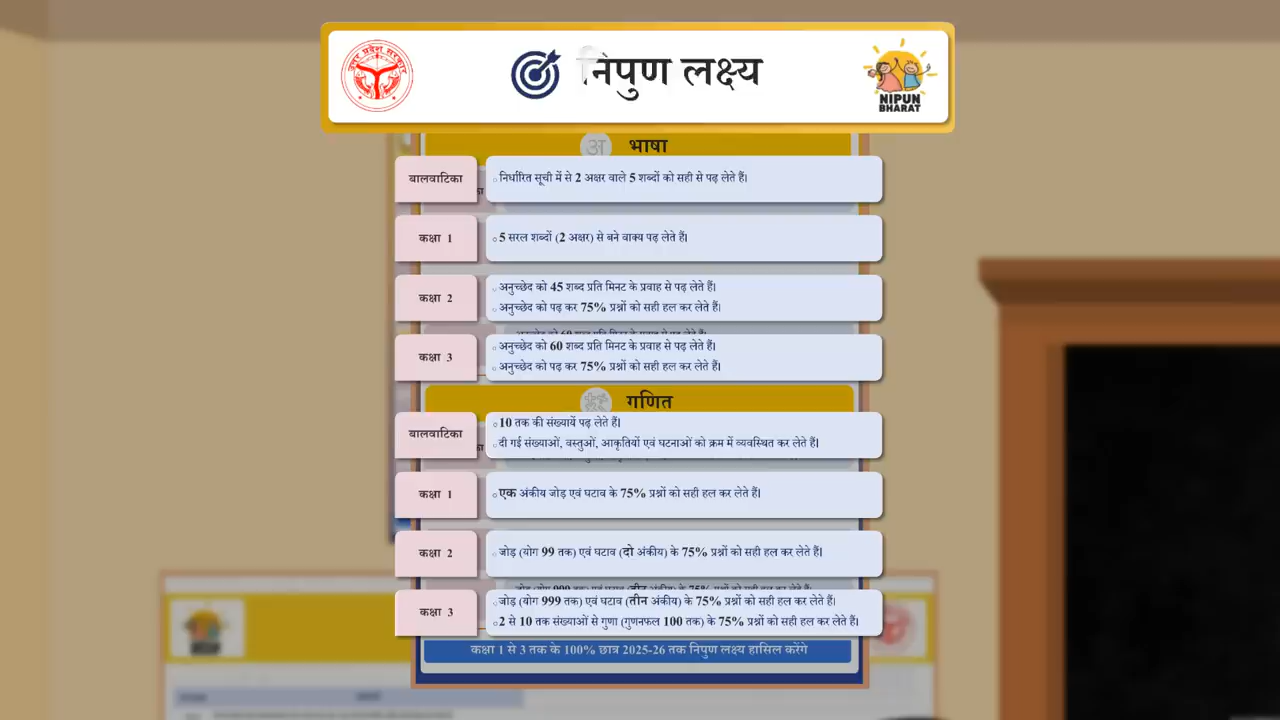 उत्तर प्रदेश सरकार
निपुण लक्ष्य
NIPUN
BHARAT
अ भाषा
बालवाटिका
निर्धारित सूची में से 2 अक्षर वाले 5 शब्दों को सही से पढ़ लेते हैं।
कक्षा 1
5 सरल शब्दों (2 अक्षर) से बने वाक्य पढ़ लेते हैं।
कक्षा 2
अनुच्छेद को 45 शब्द प्रति मिनट के प्रवाह से पढ़ लेते हैं।
अनुच्छेद को पढ़ कर 75% प्रश्नों को सही हल कर लेते हैं।
कक्षा 3
अनुच्छेद को 60 शब्द प्रति मिनट के प्रवाह से पढ़ लेते हैं।
अनुच्छेद को पढ़ कर 75% प्रश्नों को सही हल कर लेते हैं।
गणित
बालवाटिका
10 तक की संख्यायें पढ़ लेते हैं।
दी गई संख्याओं, वस्तुओं, आकृतियों एवं घटनाओं को क्रम में व्यवस्थित कर लेते हैं।
कक्षा 1
एक अंकीय जोड़ एवं घटाव के 75% प्रश्नों को सही हल कर लेते हैं।
कक्षा 2
जोड़ (योग 99 तक) एवं घटाव (दो अंकीय) के 75% प्रश्नों को सही हल कर लेते हैं।
कक्षा 3
जोड़ (योग 999 तक) एवं घटाव (तीन अंकीय) के 75% प्रश्नों को सही हल कर लेते हैं।
2 से 10 तक संख्याओं से गुणा (गुणनफल 100 तक) के 75% प्रश्नों को सही हल कर लेते हैं।
कक्षा 1 से 3 तक के 100% छात्र 2025-26 तक निपुण लक्ष्य हासिल करेंगे